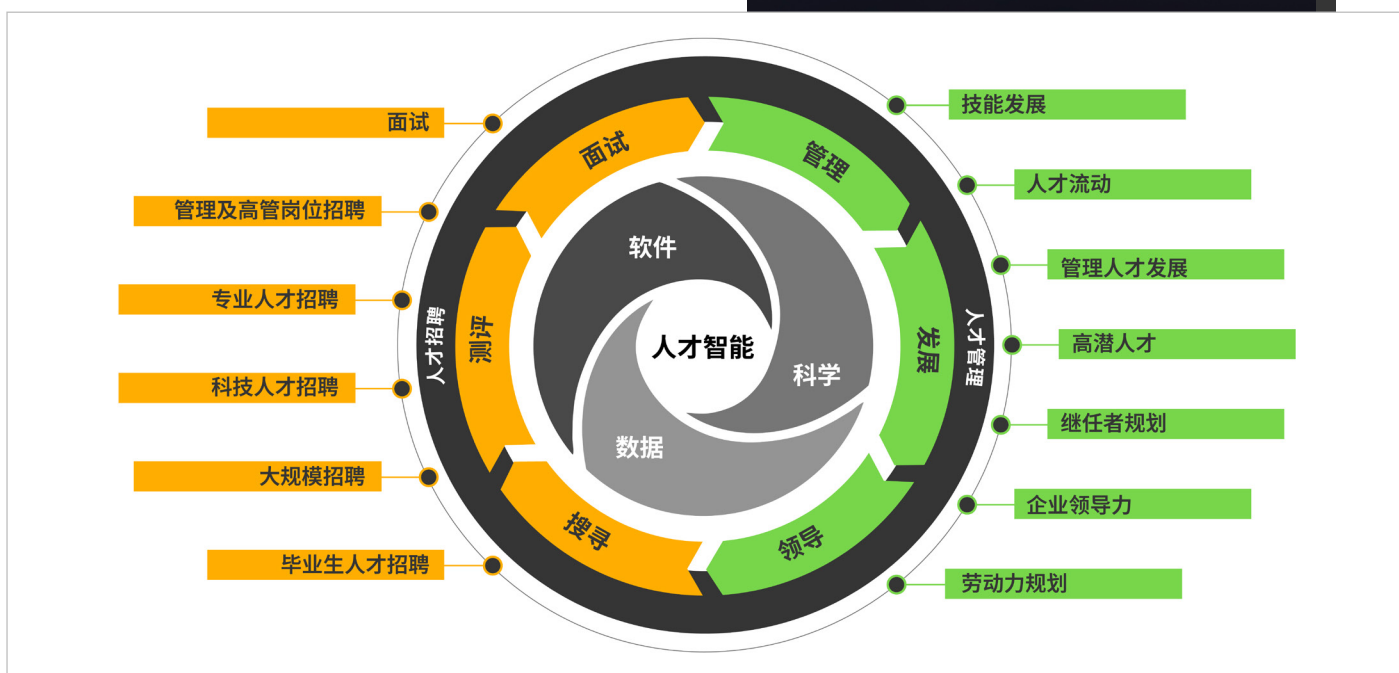 面试
管理及高管岗位招聘
专业人才招聘
科技人才招聘
大规模招聘
毕业生人才招聘
人才招聘
面试
测评
搜寻
软件
科学
数据
人才智能
管理
发展
领导
人才管理
技能发展
人才流动
管理人才发展
高潜人才
继任者规划
企业领导力
劳动力规划